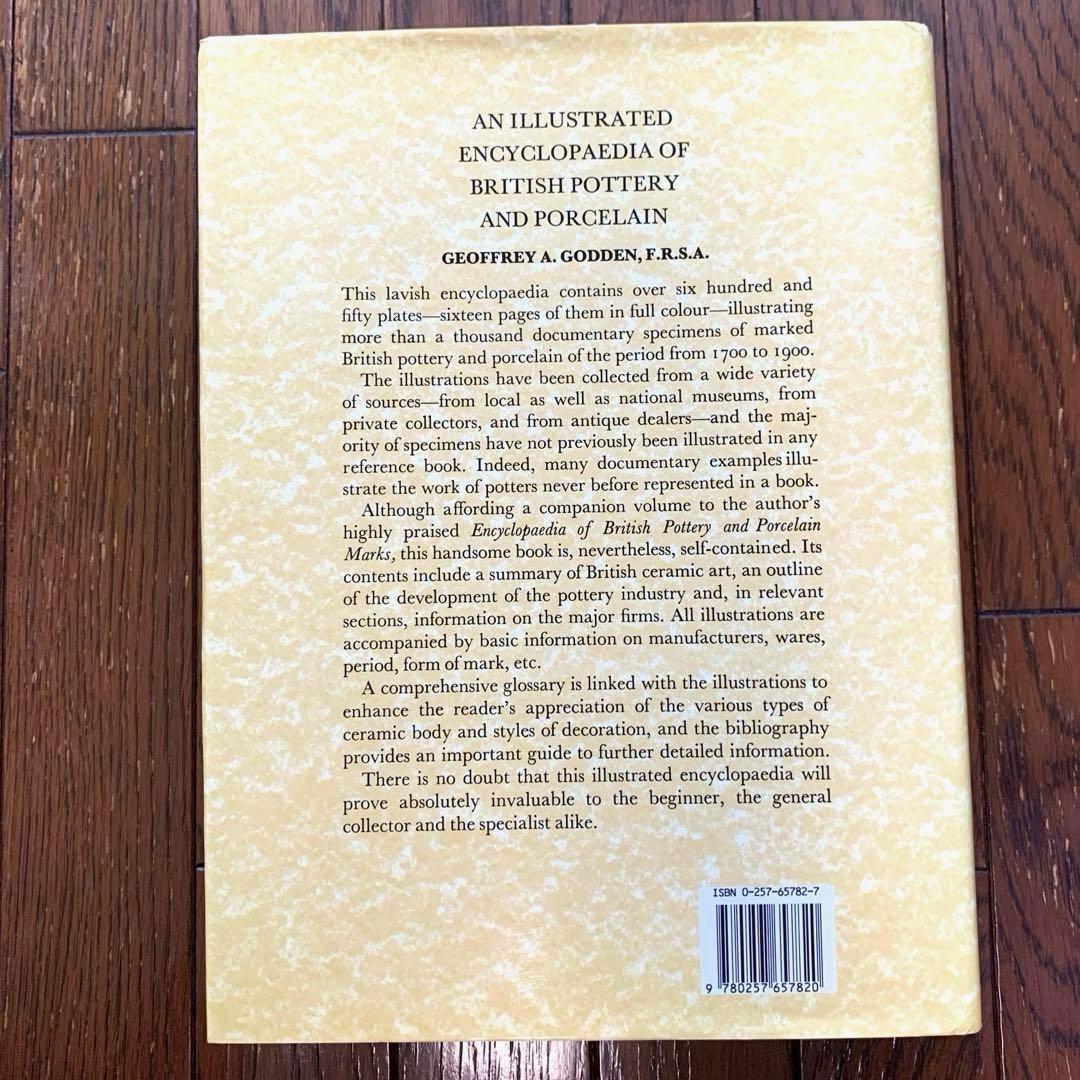 AN ILLUSTRATED
ENCYCLOPAEDIA OF
BRITISH POTTERY
AND PORCELAIN
GEOFFREY A. GODDEN, F.R.S.A.
This lavish encyclopaedia contains over six hundred and
fifty plates—sixteen pages of them in full colour—illustrating
more than a thousand documentary specimens of marked
British pottery and porcelain of the period from 1700 to 1900.
The illustrations have been collected from a wide variety
of sources—from local as well as national museums, from
private collectors, and from antique dealers—and the maj-
ority of specimens have not previously been illustrated in any
reference book. Indeed, many documentary examples illu-
strate the work of potters never before represented in a book.
Although affording a companion volume to the author's
highly praised Encyclopaedia of British Pottery and Porcelain
Marks, this handsome book is, nevertheless, self-contained. Its
contents include a summary of British ceramic art, an outline
of the development of the pottery industry and, in relevant
sections, information on the major firms. All illustrations are
accompanied by basic information on manufacturers, wares,
period, form of mark, etc.
A comprehensive glossary is linked with the illustrations to
enhance the reader's appreciation of the various types of
ceramic body and styles of decoration, and the bibliography
provides an important guide to further detailed information.
There is no doubt that this illustrated encyclopaedia will
prove absolutely invaluable to the beginner, the general
collector and the specialist alike.
ISBN 0-257-65782-7
9 780257 657820